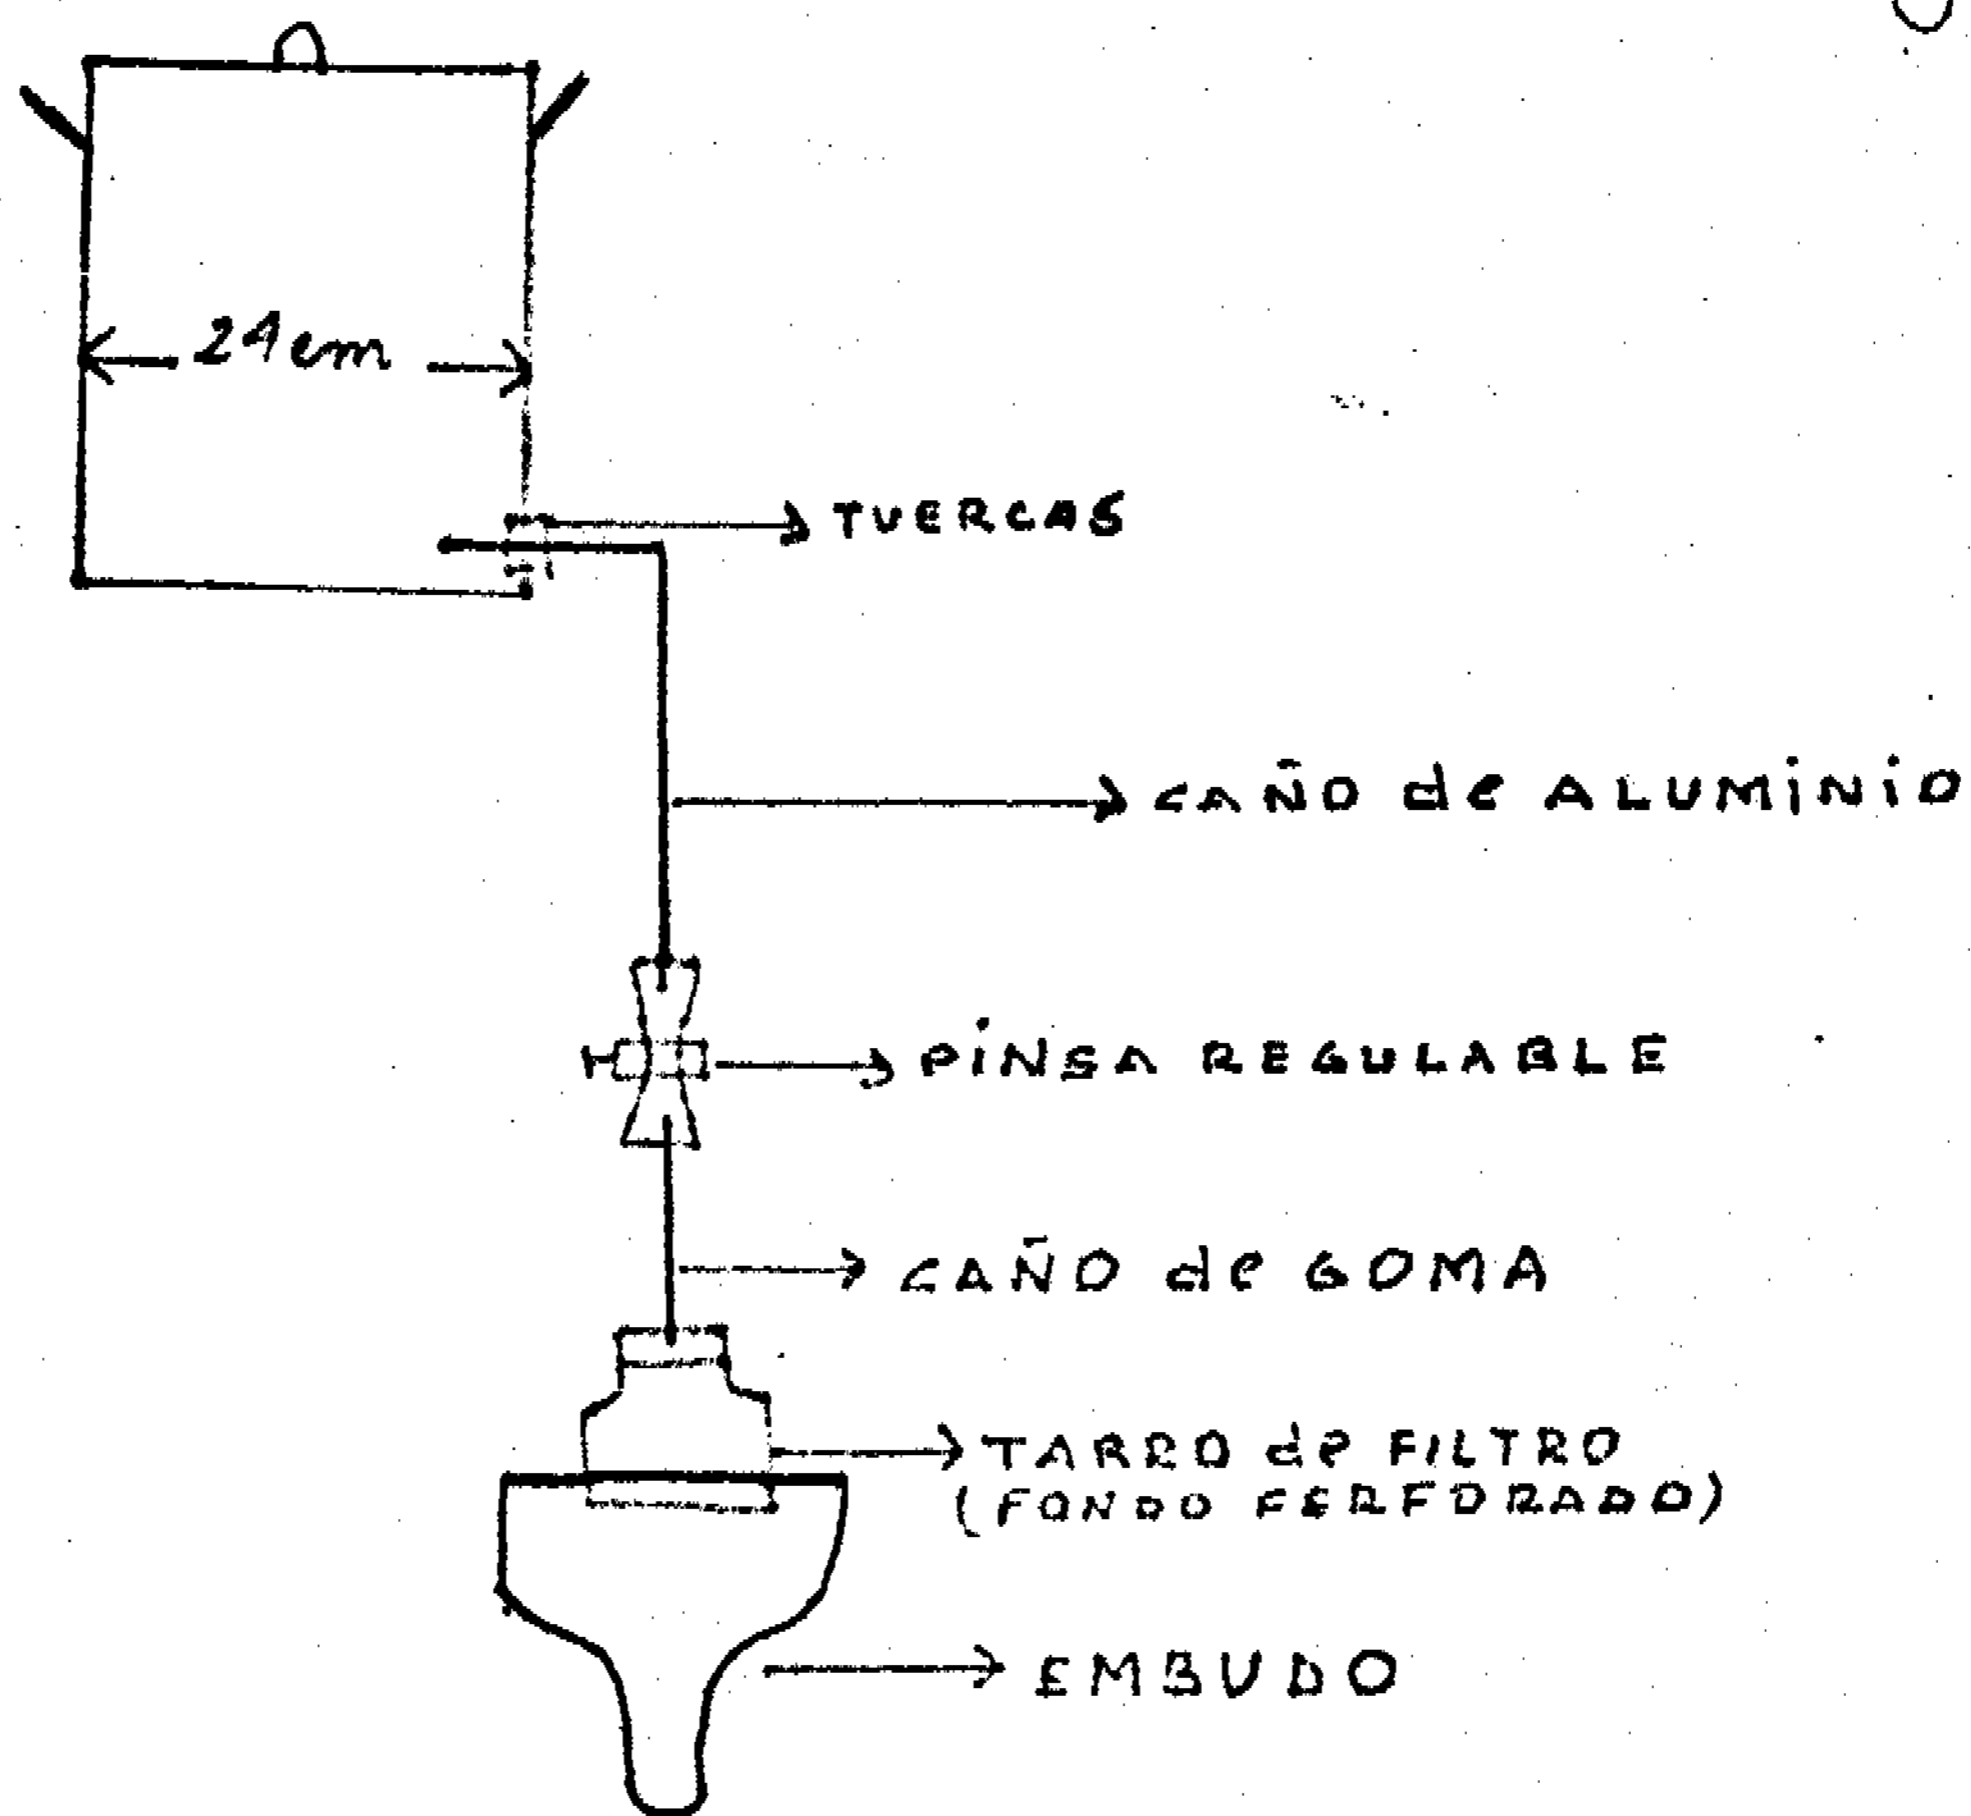 24cm
TUERCAS
CAÑO de ALUMiNiO
PiNSA REGULABLE
CAÑO de GOMA
TARRO de FILTRO
(FONDO PERFORADO)
EMBUDO